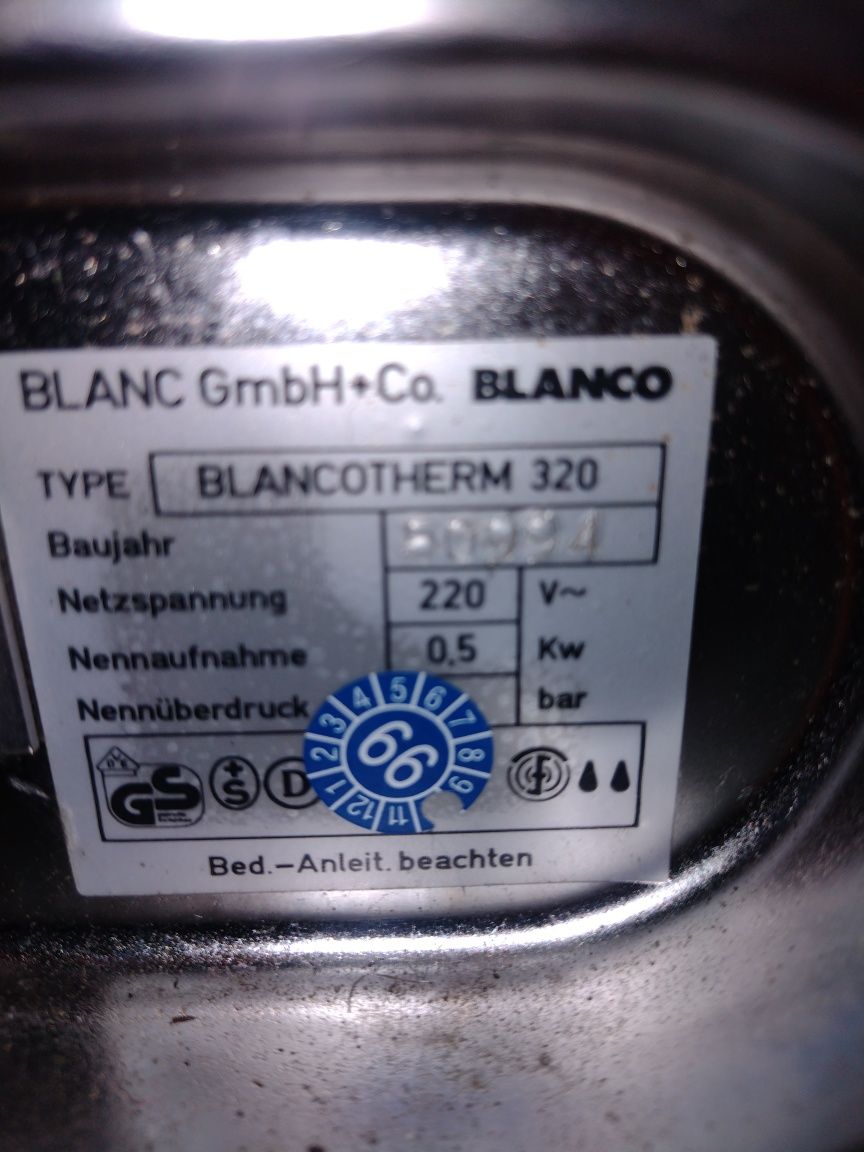 BLANC GmbH+Co. BLANCO
TYPE BLANCOTHERM 320
Baujahr
Netzspannung 220 V~
Nennaufnahme 0,5 Kw
Nennüberdruck bar
1 2 3 4 5 6 7 8 9 11 12
99
GS +S D
Bed.-Anleit. beachten